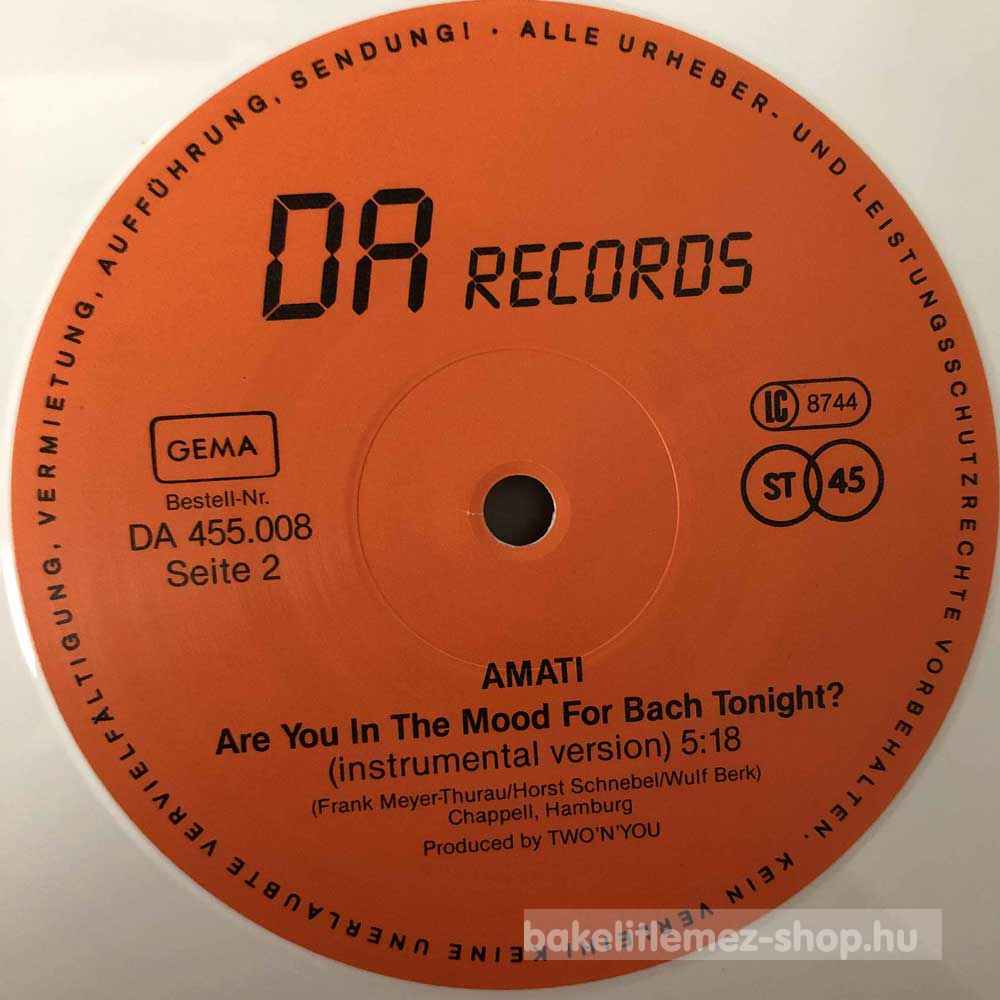 ALLE URHEBER- UND LEISTUNGSSCHUTZRECHTE VORBEHALTEN. KEIN VERLEIH! KEINE UNERLAUBTE VERVIELFÄLTIGUNG, VERMIETUNG, AUFFÜHRUNG, SENDUNG! ·
DA RECORDS
GEMA
LC 8744
Bestell-Nr.
DA 455.008
Seite 2
ST 45
AMATI
Are You In The Mood For Bach Tonight?
(instrumental version) 5:18
(Frank Meyer-Thurau/Horst Schnebel/Wulf Berk)
Chappell, Hamburg
Produced by TWO'N'YOU
bakelitlemez-shop.hu